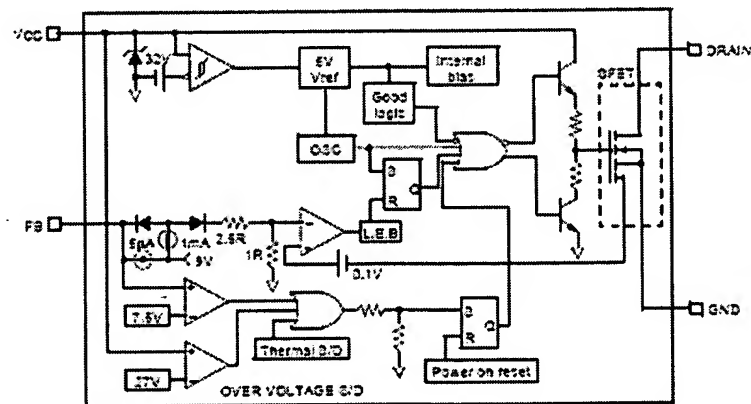 VCC
32V
5V
Vref
Internal
bias
DRAIN
SFET
Good
logic
OSC
S
R
Q
L.E.B
FB
5μA
1mA
2.5R
1R
9V
0.1V
7.5V
Thermal S/D
S
R
Q
GND
27V
Power on reset
OVER VOLTAGE S/D